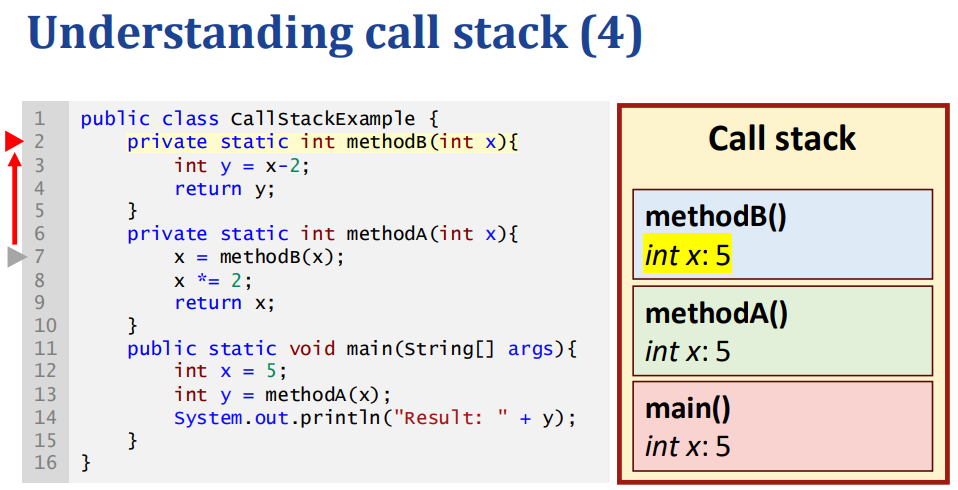 Understanding call stack (4)
1 public class CallStackExample {
2 private static int methodB(int x){
3 int y = x-2;
4 return y;
5 }
6 private static int methodA(int x){
7 x = methodB(x);
8 x *= 2;
9 return x;
10 }
11 public static void main(String[] args){
12 int x = 5;
13 int y = methodA(x);
14 System.out.println("Result: " + y);
15 }
16 }
Call stack
methodB()
int x: 5
methodA()
int x: 5
main()
int x: 5